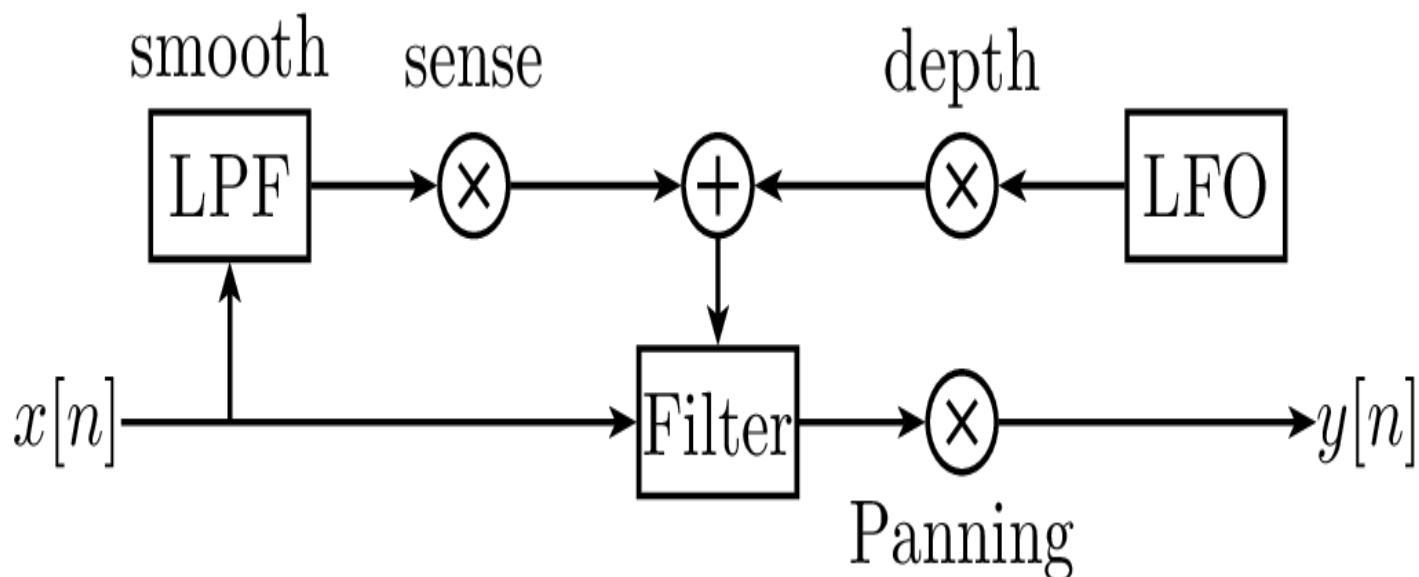 smooth
sense
depth
LPF
×
+
×
LFO
x[n]
Filter
×
y[n]
Panning